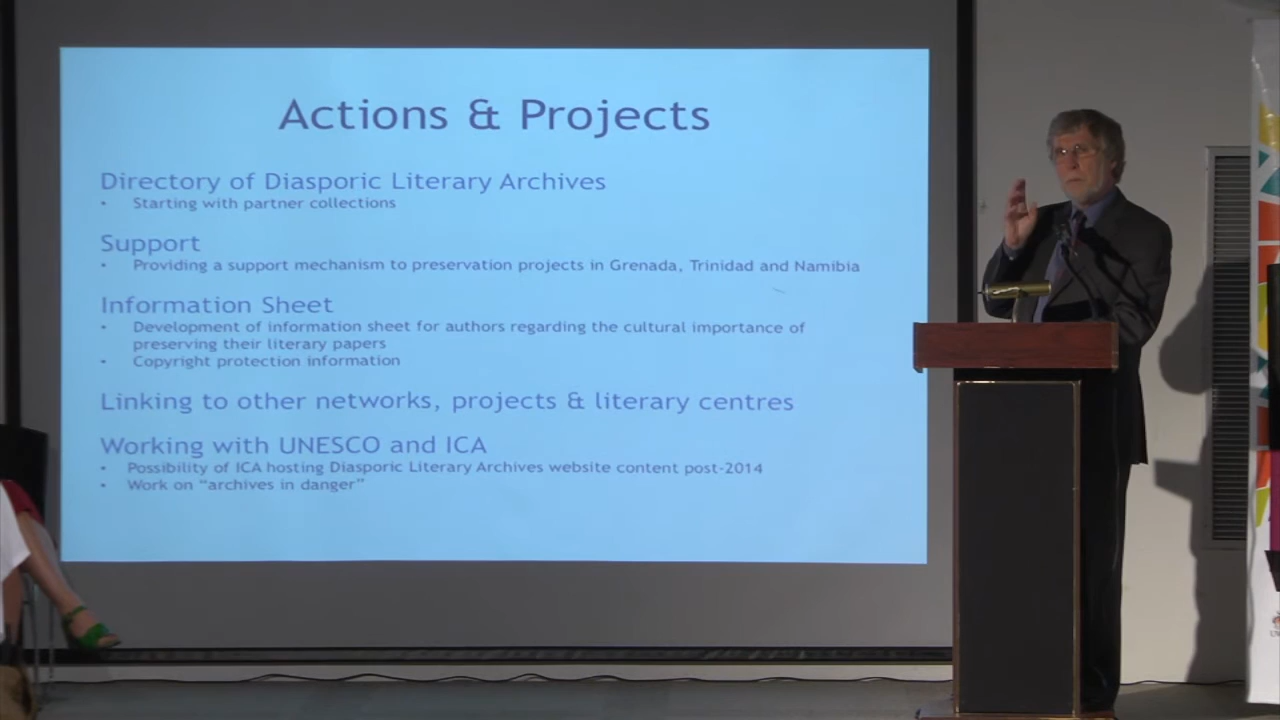 Actions & Projects
Directory of Diasporic Literary Archives
• Starting with partner collections
Support
• Providing a support mechanism to preservation projects in Grenada, Trinidad and Namibia
Information Sheet
• Development of information sheet for authors regarding the cultural importance of
preserving their literary papers
• Copyright protection information
Linking to other networks, projects & literary centres
Working with UNESCO and ICA
• Possibility of ICA hosting Diasporic Literary Archives website content post-2014
• Work on “archives in danger”